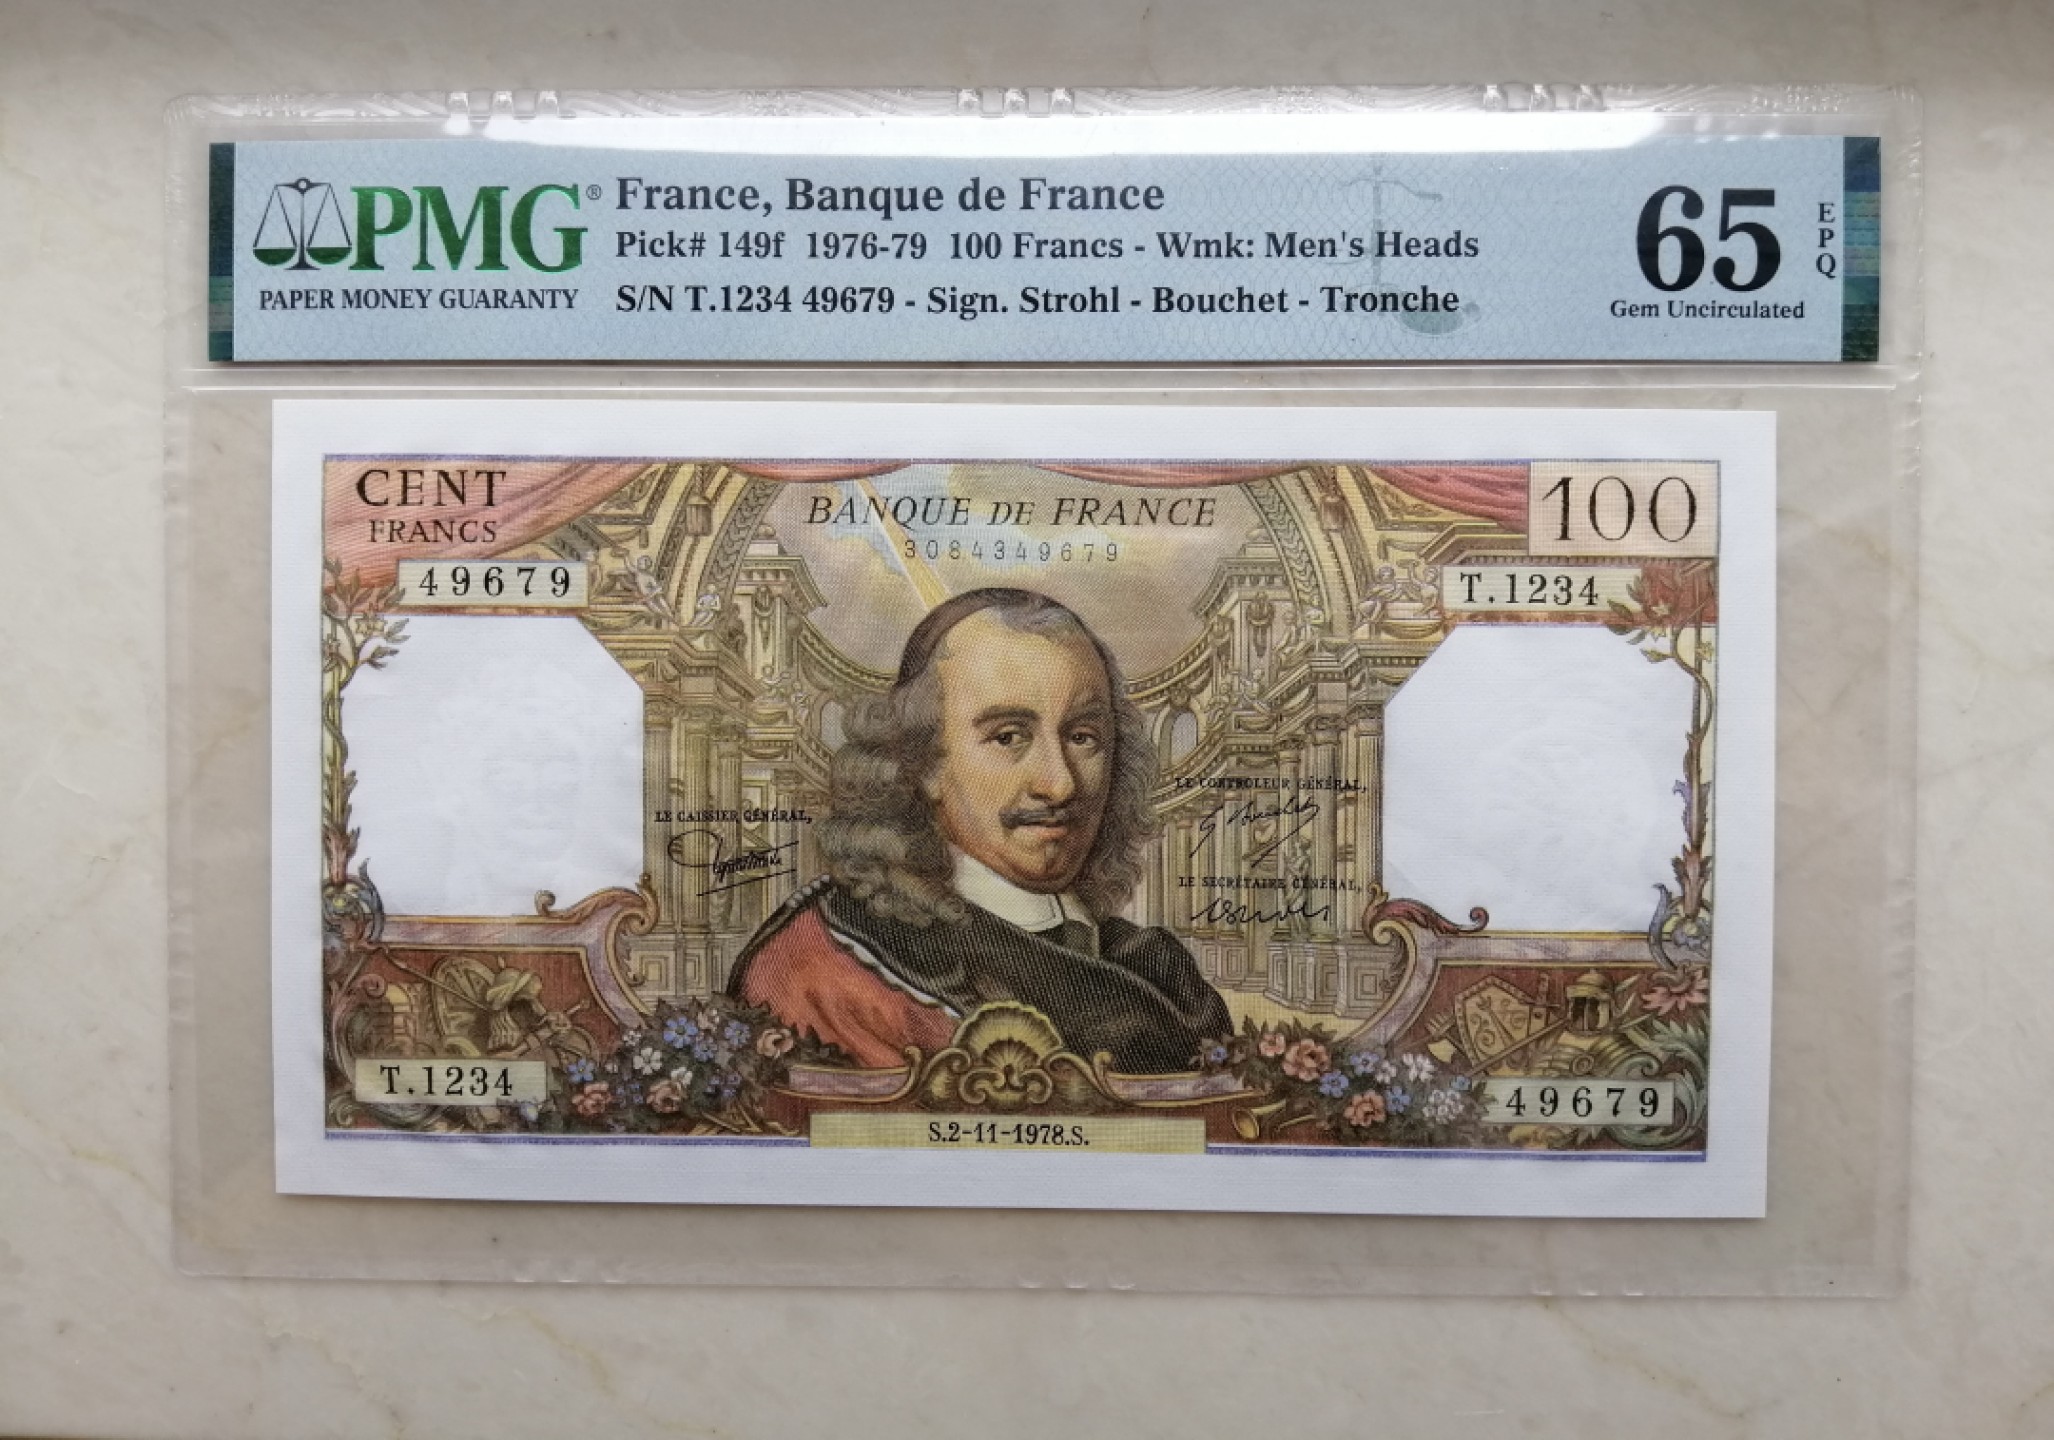 PMG®
PAPER MONEY GUARANTY
France, Banque de France
Pick# 149f 1976-79 100 Francs - Wmk: Men's Heads
S/N T.1234 49679 - Sign. Strohl - Bouchet - Tronche
65
EPQ
Gem Uncirculated
CENT
FRANCS
BANQUE DE FRANCE
100
3084349679
49679
T.1234
LE CONTROLEUR GÉNÉRAL,
LE CAISSIER GÉNÉRAL,
LE SECRÉTAIRE GÉNÉRAL,
T.1234
49679
S.2-11-1978.S.